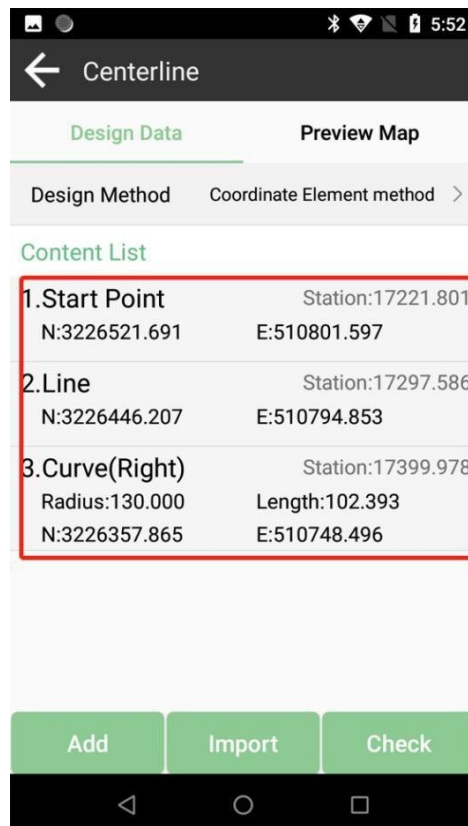 5:52
Centerline
Design Data Preview Map
Design Method Coordinate Element method
Content List
1.Start Point Station:17221.801
N:3226521.691 E:510801.597
2.Line Station:17297.586
N:3226446.207 E:510794.853
3.Curve(Right) Station:17399.978
Radius:130.000 Length:102.393
N:3226357.865 E:510748.496
Add Import Check